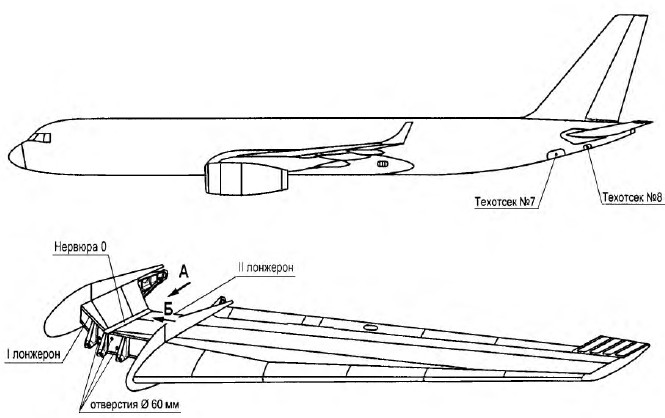 Техотсек №7
Техотсек №8
Нервюра 0
А
II лонжерон
Б
I лонжерон
отверстия Ø 60 мм